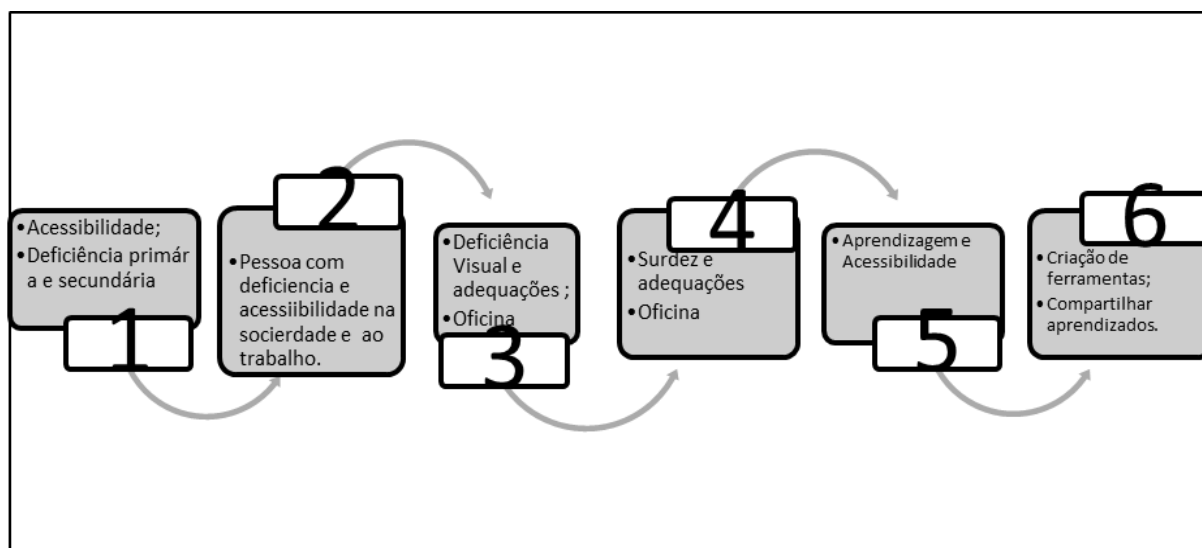 •Acessibilidade;
•Deficiência primár
a e secundária
1
2
•Pessoa com
deficiencia e
acessiibilidade na
socierdade e ao
trabalho.
•Deficiência
Visual e
adequações ;
•Oficina
3
4
•Surdez e
adequações
•Oficina
•Aprendizagem e
Acessibilidade
5
6
•Criação de
ferramentas;
•Compartilhar
aprendizados.